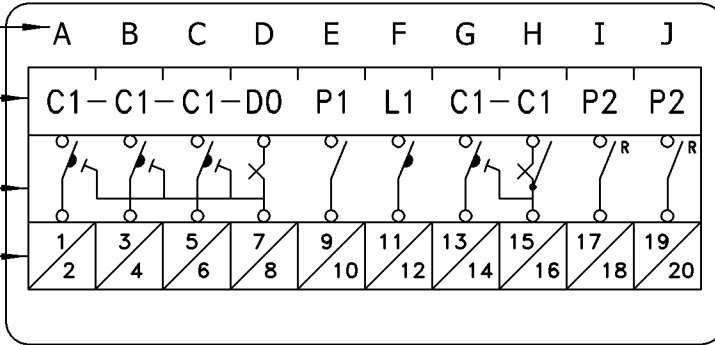 A B C D E F G H I J
C1-C1-C1-D0 P1 L1 C1-C1 P2 P2
R R
1 3 5 7 9 11 13 15 17 19
2 4 6 8 10 12 14 16 18 20